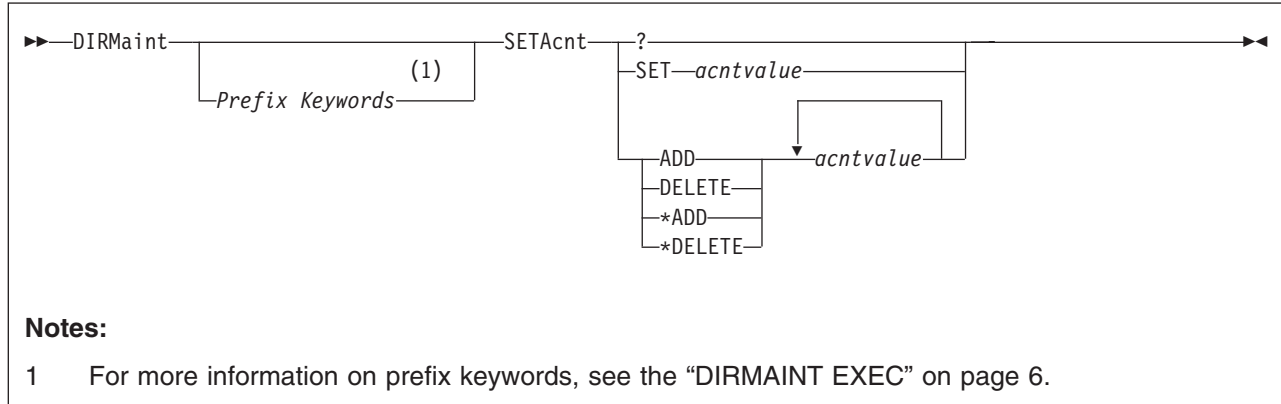 DIRMaint SETAcnt ?
(1) SET acntvalue
Prefix Keywords
ADD acntvalue
DELETE
*ADD
*DELETE
Notes:
1 For more information on prefix keywords, see the “DIRMAINT EXEC” on page 6.